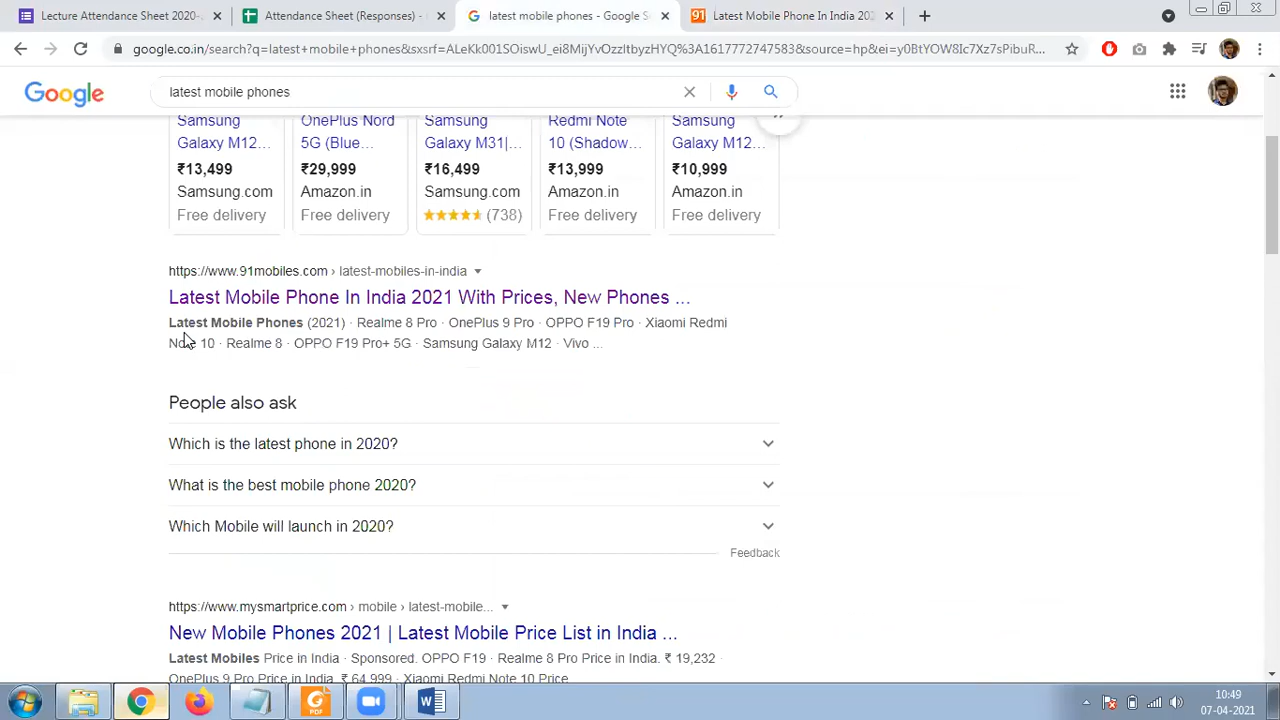 Lecture Attendance Sheet 2020-
Attendance Sheet (Responses) -
latest mobile phones - Google S
Latest Mobile Phone In India 202
google.co.in/search?q=latest+mobile+phones&sxsrf=ALeKk001SOiswU_ei8MijYvOzzltbyzHYQ%3A1617772747583&source=hp&ei=y0BtYOW8Ic7Xz7sPibuR...
Google
latest mobile phones
Samsung Galaxy M12...
₹13,499
Samsung.com
Free delivery
OnePlus Nord 5G (Blue...
₹29,999
Amazon.in
Free delivery
Samsung Galaxy M31|...
₹16,499
Samsung.com
(738)
Redmi Note 10 (Shadow...
₹13,999
Amazon.in
Free delivery
Samsung Galaxy M12...
₹10,999
Amazon.in
Free delivery
https://www.91mobiles.com › latest-mobiles-in-india
Latest Mobile Phone In India 2021 With Prices, New Phones ...
Latest Mobile Phones (2021) · Realme 8 Pro · OnePlus 9 Pro · OPPO F19 Pro · Xiaomi Redmi
Note 10 · Realme 8 · OPPO F19 Pro+ 5G · Samsung Galaxy M12 · Vivo ...
People also ask
Which is the latest phone in 2020?
What is the best mobile phone 2020?
Which Mobile will launch in 2020?
Feedback
https://www.mysmartprice.com › mobile › latest-mobile...
New Mobile Phones 2021 | Latest Mobile Price List in India ...
Latest Mobiles Price in India · Sponsored. OPPO F19 · Realme 8 Pro Price in India. ₹ 19,232 ·
OnePlus 9 Pro Price in India. ₹ 64,999 · Xiaomi Redmi Note 10 Price
PDF
10:49
07-04-2021